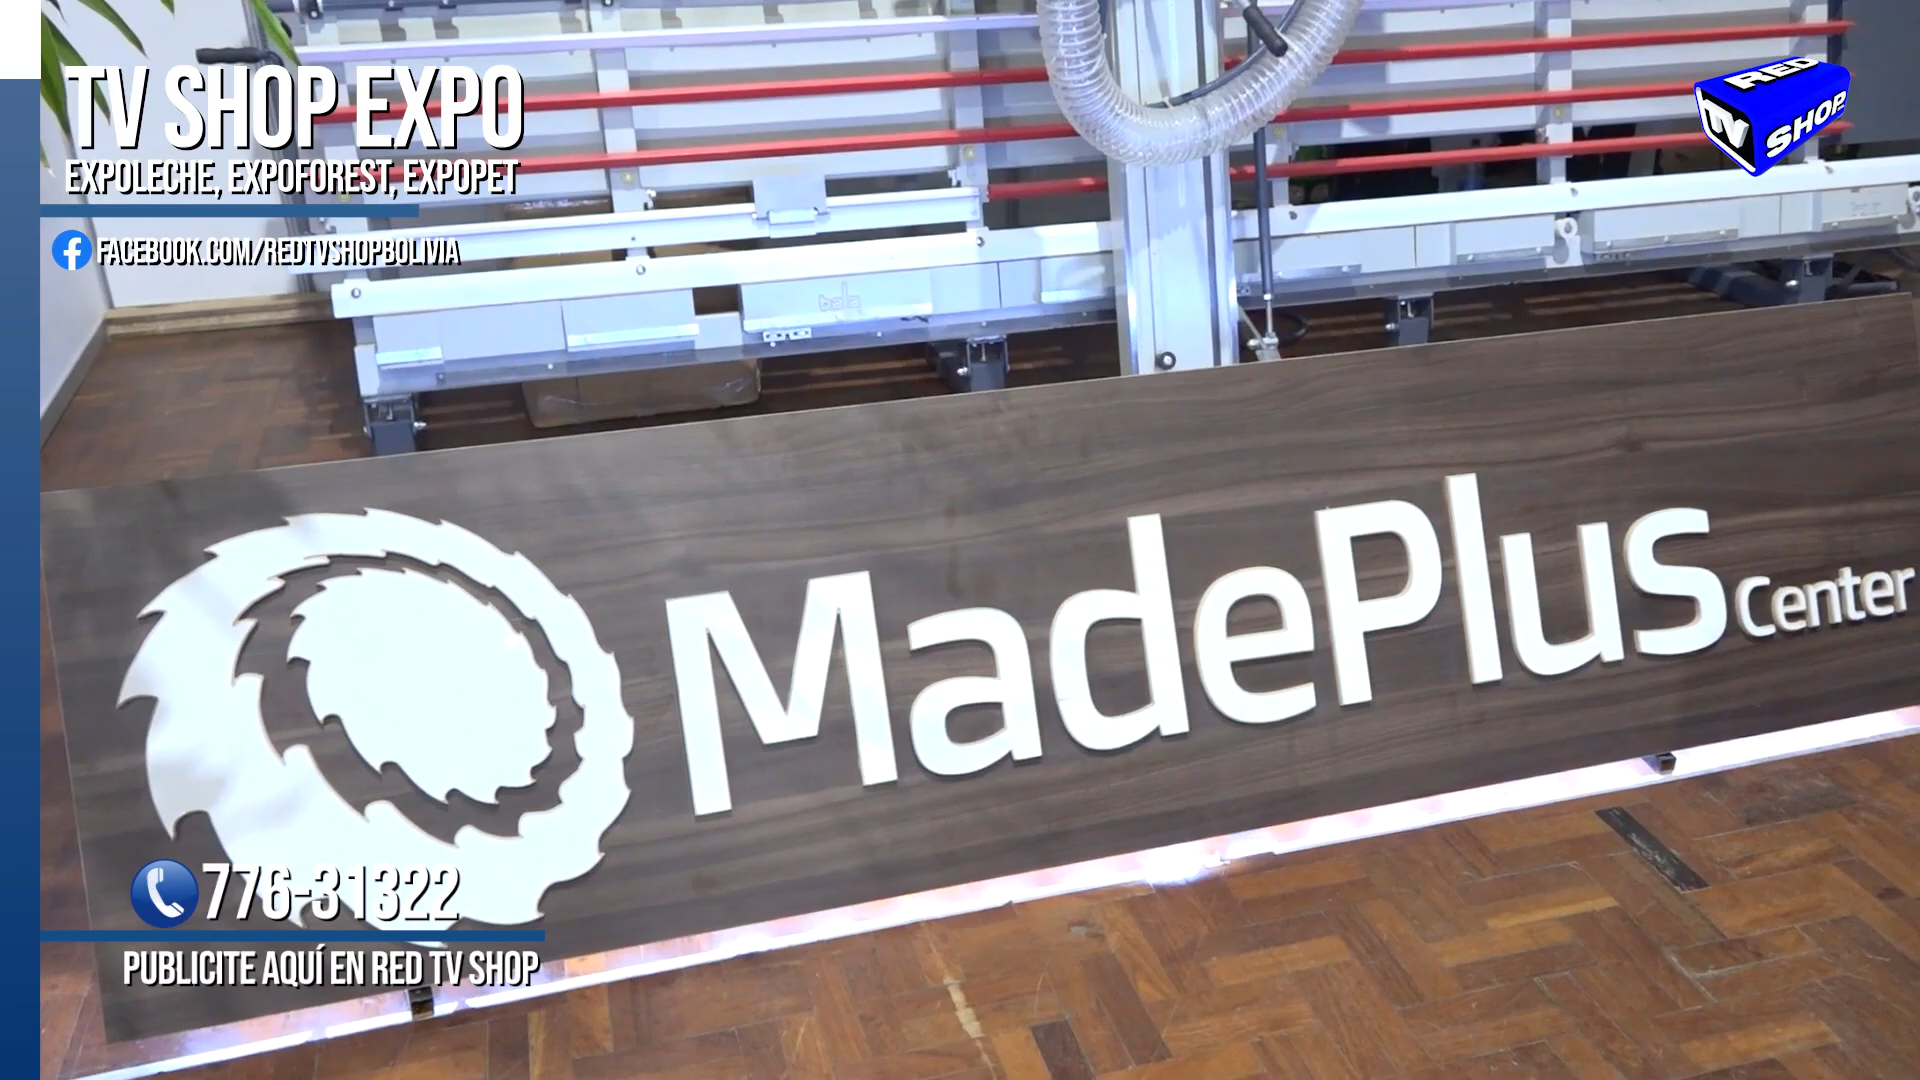 TV SHOP EXPO
EXPOLECHE, EXPOFOREST, EXPOPET
FACEBOOK.COM/REDTVSHOPBOLIVIA
RED
TV SHOP
bala
MadePlus Center
776-31322
PUBLICITE AQUÍ EN RED TV SHOP